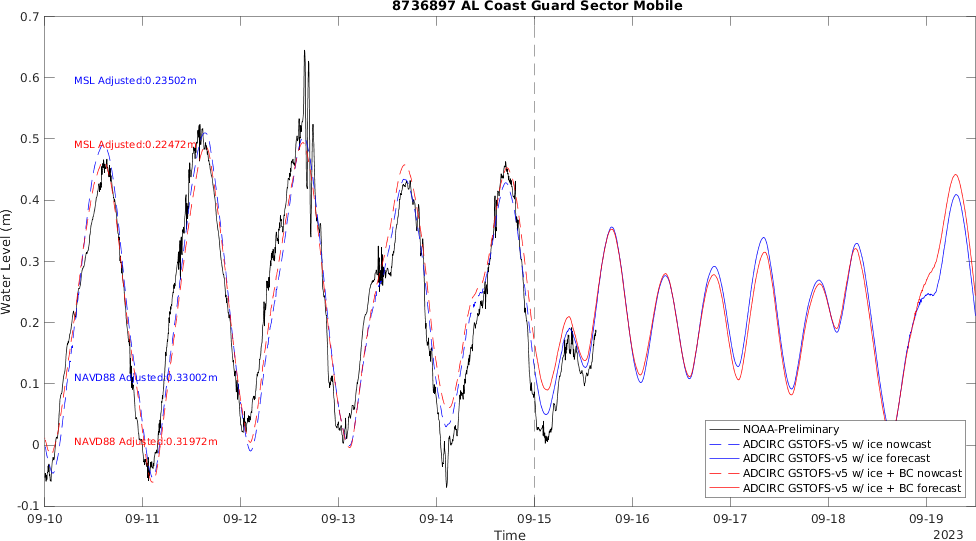 8736897 AL Coast Guard Sector Mobile
0.7
0.6
0.5
0.4
0.3
0.2
0.1
0
-0.1
Water Level (m)
MSL Adjusted:0.23502m
MSL Adjusted:0.22472m
NAVD88 Adjusted:0.33002m
NAVD88 Adjusted:0.31972m
NOAA-Preliminary
ADCIRC GSTOFS-v5 w/ ice nowcast
ADCIRC GSTOFS-v5 w/ ice forecast
ADCIRC GSTOFS-v5 w/ ice + BC nowcast
ADCIRC GSTOFS-v5 w/ ice + BC forecast
09-10 09-11 09-12 09-13 09-14 09-15 09-16 09-17 09-18 09-19
Time
2023